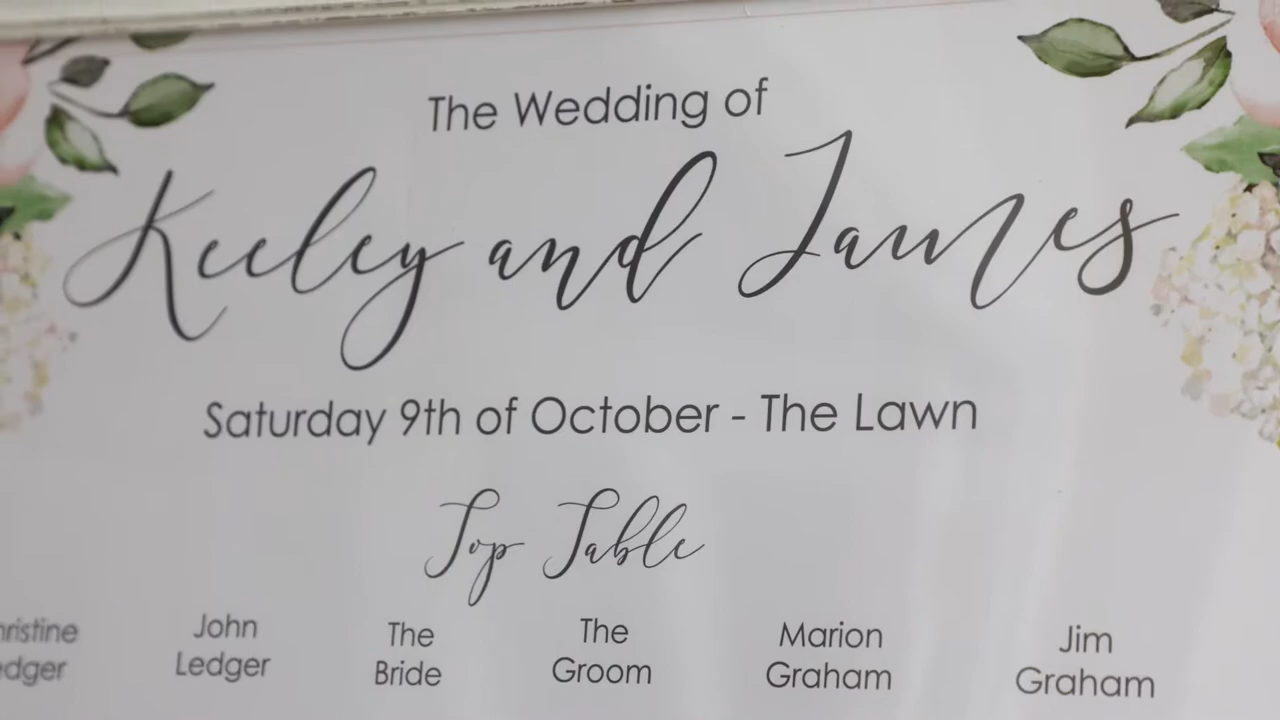 The Wedding of
Keeley and James
Saturday 9th of October - The Lawn
Top Table
John
Ledger
The
Bride
The
Groom
Marion
Graham
Jim
Graham